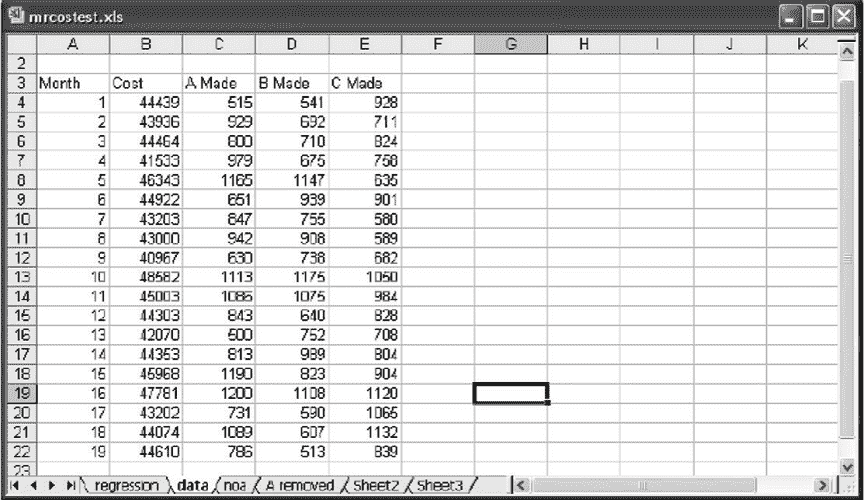 mrcostest.xls
A B C D E F G H I J K
2
3 Month Cost A Made B Made C Made
4 1 44439 515 541 928
5 2 43936 929 692 711
6 3 44464 800 710 824
7 4 41533 979 675 758
8 5 46343 1165 1147 635
9 6 44922 651 939 901
10 7 43203 847 755 580
11 8 43000 942 908 589
12 9 40967 630 738 682
13 10 48582 1113 1175 1050
14 11 45003 1086 1075 984
15 12 44303 843 640 828
16 13 42070 500 752 708
17 14 44353 813 989 804
18 15 45968 1190 823 904
19 16 47781 1200 1108 1120
20 17 43202 731 590 1065
21 18 44074 1089 607 1132
22 19 44610 786 513 839
23
regression data noa A removed Sheet2 Sheet3